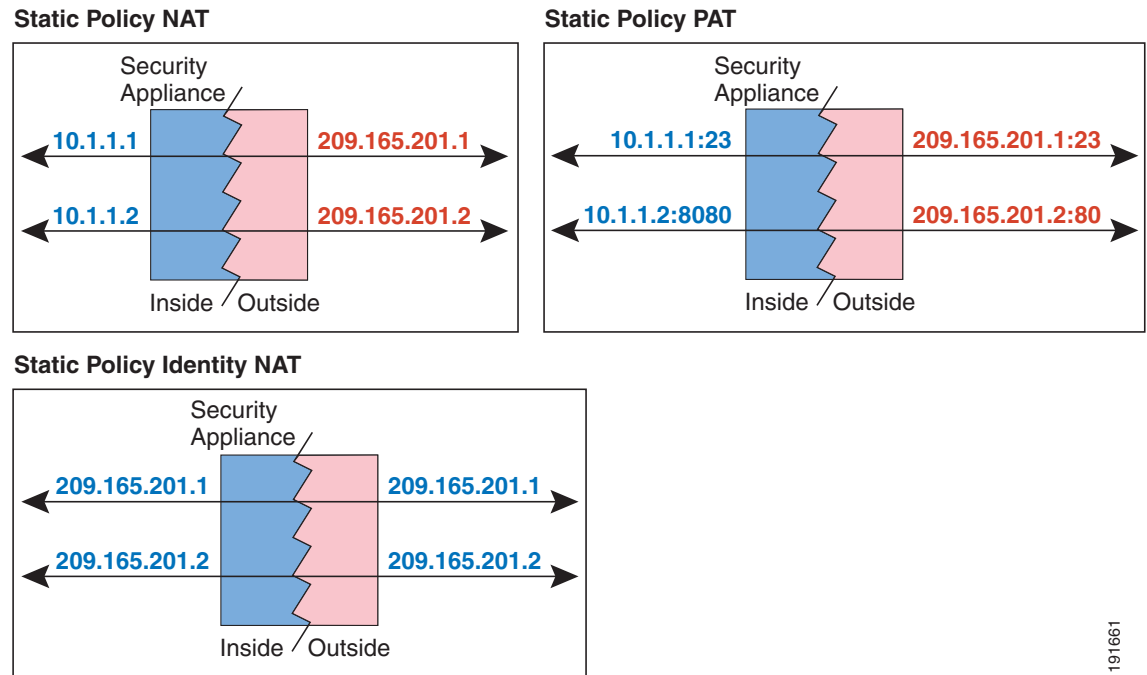 Static Policy NAT
Security
Appliance
10.1.1.1
209.165.201.1
10.1.1.2
209.165.201.2
Inside
Outside
Static Policy PAT
Security
Appliance
10.1.1.1:23
209.165.201.1:23
10.1.1.2:8080
209.165.201.2:80
Inside
Outside
Static Policy Identity NAT
Security
Appliance
209.165.201.1
209.165.201.1
209.165.201.2
209.165.201.2
Inside
Outside
191661